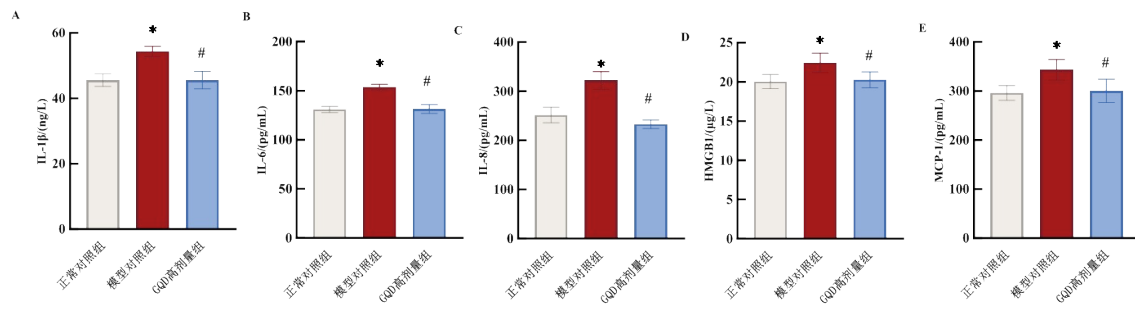 A
IL-1β/(ng/L)
60
40
20
0
*
#
正常对照组
模型对照组
GQD高剂量组
B
IL-6/(pg/mL)
200
150
100
50
0
*
#
正常对照组
模型对照组
GQD高剂量组
C
IL-8/(pg/mL)
400
300
200
100
0
*
#
正常对照组
模型对照组
GQD高剂量组
D
HMGB1/(μg/L)
25
20
15
10
5
0
*
#
正常对照组
模型对照组
GQD高剂量组
E
MCP-1/(pg/mL)
400
300
200
100
0
*
#
正常对照组
模型对照组
GQD高剂量组